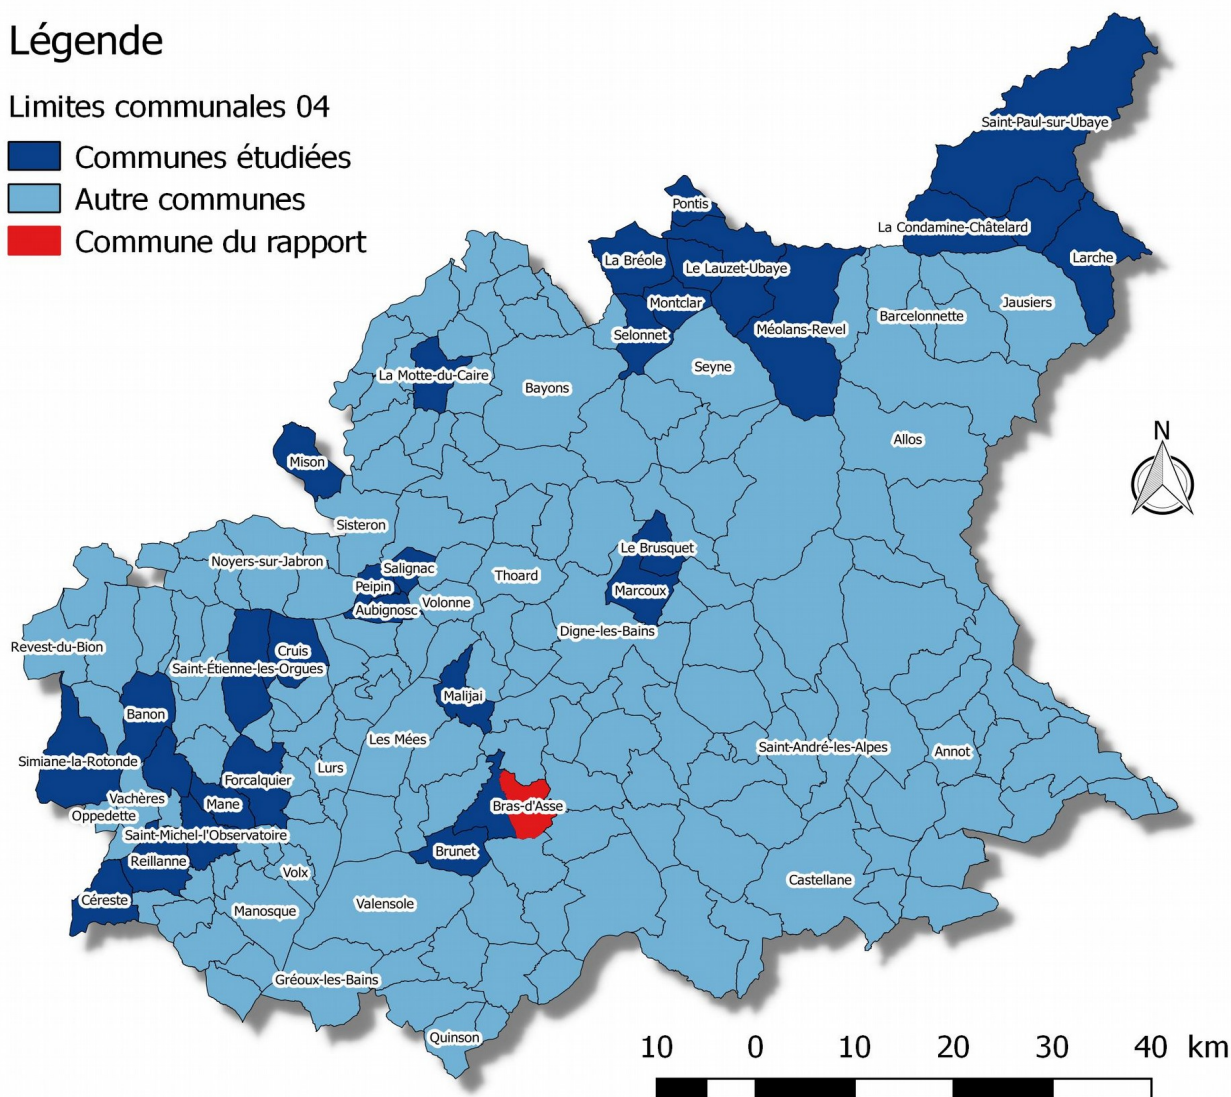 Légende
Limites communales 04
Communes étudiées
Autre communes
Commune du rapport
Saint-Paul-sur-Ubaye
Pontis
La Condamine-Châtelard
La Bréole
Le Lauzet-Ubaye
Larche
Montclar
Jausiers
Barcelonnette
Méolans-Revel
Selonnet
Seyne
La Motte-du-Caire
Bayons
Allos
N
Mison
Sisteron
Le Brusquet
Noyers-sur-Jabron
Salignac
Thoard
Peipin
Marcoux
Volonne
Aubignosc
Digne-les-Bains
Revest-du-Bion
Cruis
Saint-Étienne-les-Orgues
Malijai
Banon
Les Mées
Saint-André-les-Alpes
Annot
Simiane-la-Rotonde
Lurs
Forcalquier
Vachères
Mane
Bras-d'Asse
Oppedette
Saint-Michel-l'Observatoire
Brunet
Reillanne
Volx
Castellane
Céreste
Valensole
Manosque
Gréoux-les-Bains
Quinson
10 0 10 20 30 40 km